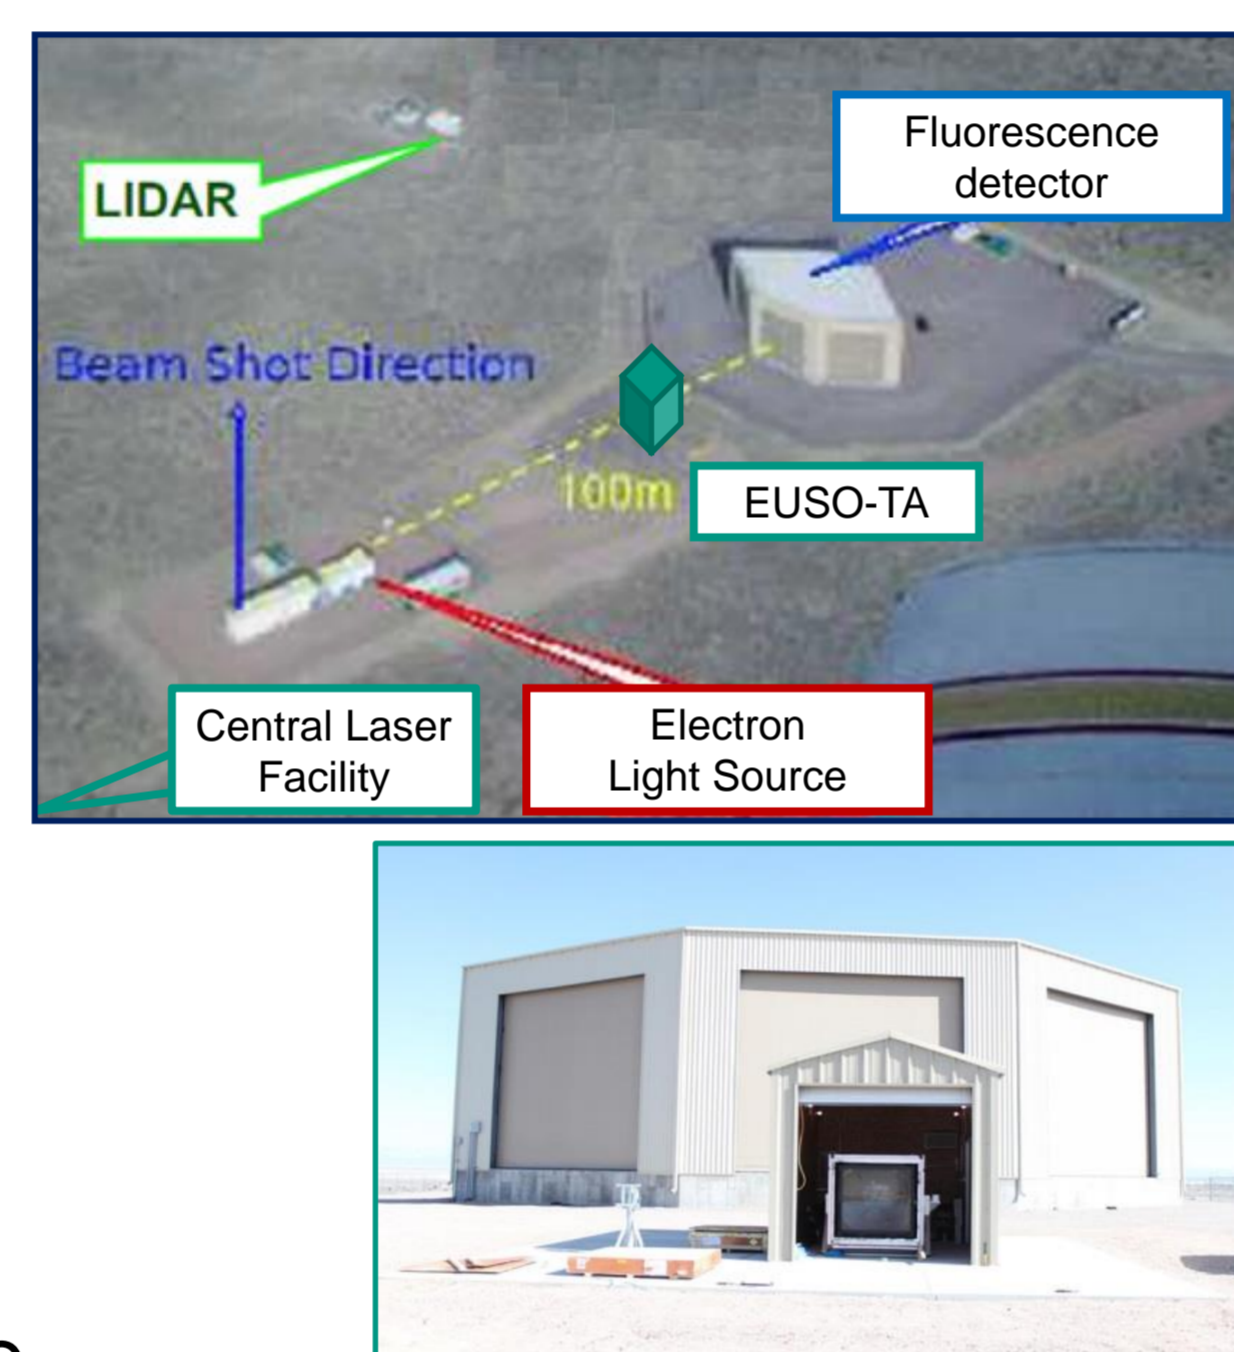 Fluorescence
detector
LIDAR
Beam Shot Direction
100m
EUSO-TA
Central Laser
Facility
Electron
Light Source